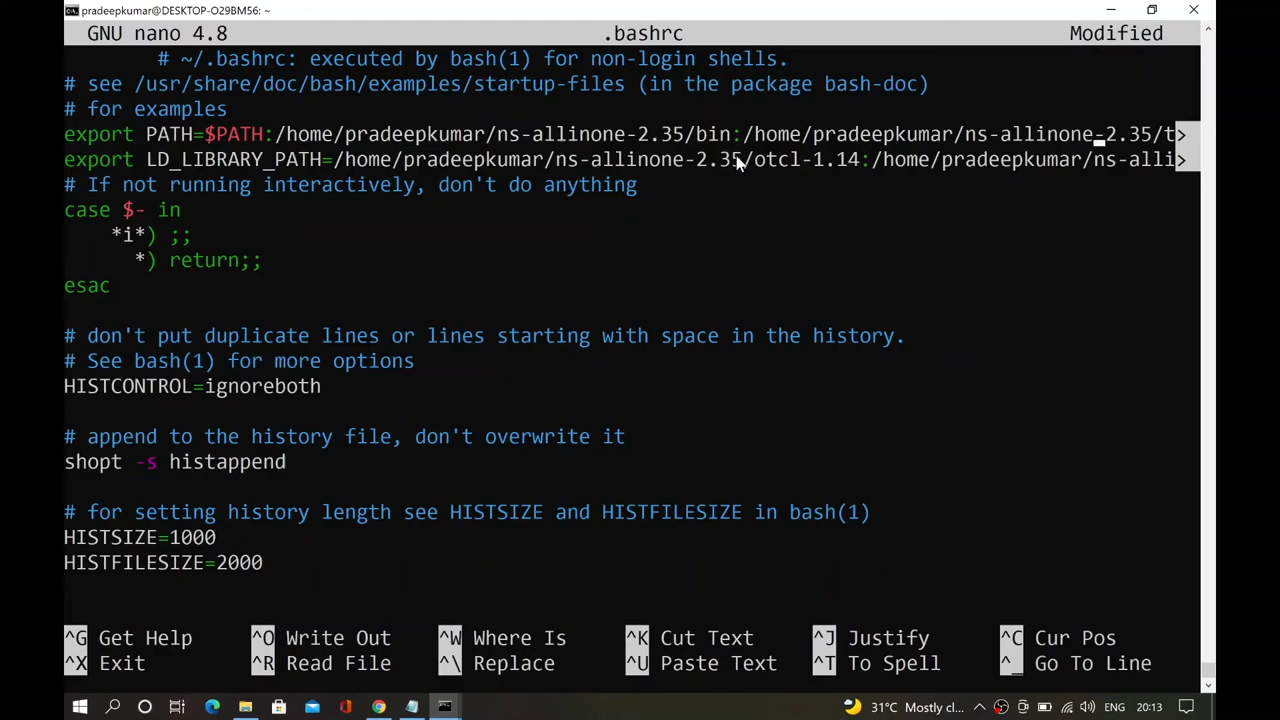 pradeepkumar@DESKTOP-O29BM56: ~
GNU nano 4.8 .bashrc Modified
# ~/.bashrc: executed by bash(1) for non-login shells.
# see /usr/share/doc/bash/examples/startup-files (in the package bash-doc)
# for examples
export PATH=$PATH:/home/pradeepkumar/ns-allinone-2.35/bin:/home/pradeepkumar/ns-allinone-2.35/t>
export LD_LIBRARY_PATH=/home/pradeepkumar/ns-allinone-2.35/otcl-1.14:/home/pradeepkumar/ns-alli>
# If not running interactively, don't do anything
case $- in
*i*) ;;
*) return;;
esac
# don't put duplicate lines or lines starting with space in the history.
# See bash(1) for more options
HISTCONTROL=ignoreboth
# append to the history file, don't overwrite it
shopt -s histappend
# for setting history length see HISTSIZE and HISTFILESIZE in bash(1)
HISTSIZE=1000
HISTFILESIZE=2000
^G Get Help ^O Write Out ^W Where Is ^K Cut Text ^J Justify ^C Cur Pos
^X Exit ^R Read File ^\ Replace ^U Paste Text ^T To Spell ^_ Go To Line
31°C Mostly cl... ENG 20:13